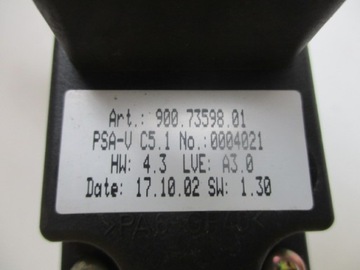 Art.: 900.73598.01
PSA-V C5.1 No.:0004021
HW: 4.3 LVE: A3.0
Date: 17.10.02 SW: 1.30